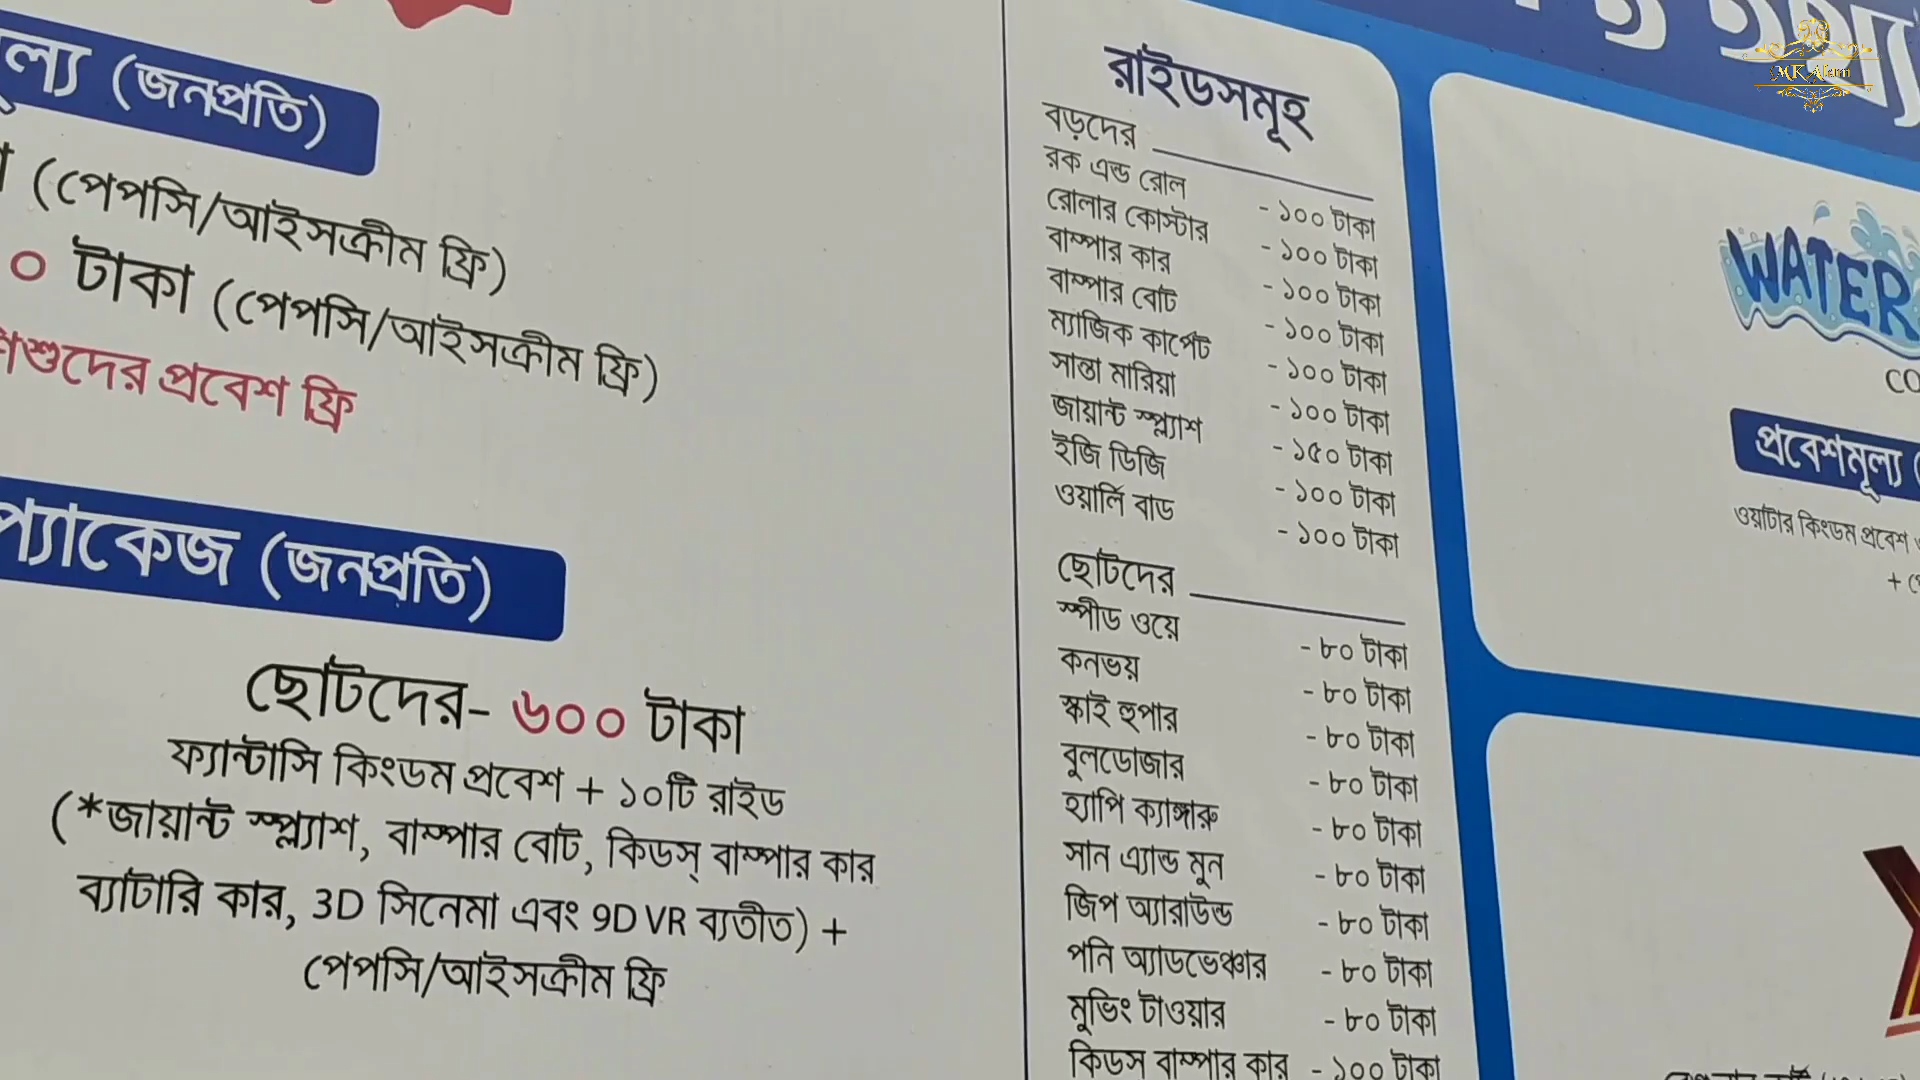 (জনপ্রতি)
(পেপসি/আইসক্রীম ফ্রি)
০ টাকা (পেপসি/আইসক্রীম ফ্রি)
শিশুদের প্রবেশ ফ্রি
প্যাকেজ (জনপ্রতি)
ছোটদের- ৬০০ টাকা
ফ্যান্টাসি কিংডম প্রবেশ + ১০টি রাইড
(*জায়ান্ট স্প্ল্যাশ, বাম্পার বোট, কিডস্ বাম্পার কার
ব্যাটারি কার, 3D সিনেমা এবং 9D VR ব্যতীত) +
পেপসি/আইসক্রীম ফ্রি
রাইডসমূহ
বড়দের
রক এন্ড রোল - ১০০ টাকা
রোলার কোস্টার - ১০০ টাকা
বাম্পার কার - ১০০ টাকা
বাম্পার বোট - ১০০ টাকা
ম্যাজিক কার্পেট - ১০০ টাকা
সান্তা মারিয়া - ১০০ টাকা
জায়ান্ট স্প্ল্যাশ - ১৫০ টাকা
ইজি ডিজি - ১০০ টাকা
ওয়ার্লি বার্ড - ১০০ টাকা
ছোটদের
স্পীড ওয়ে - ৮০ টাকা
কনভয় - ৮০ টাকা
স্কাই হুপার - ৮০ টাকা
বুলডোজার - ৮০ টাকা
হ্যাপি ক্যাঙ্গারু - ৮০ টাকা
সান এ্যান্ড মুন - ৮০ টাকা
জিপ অ্যারাউন্ড - ৮০ টাকা
পনি অ্যাডভেঞ্চার - ৮০ টাকা
মুভিং টাওয়ার - ৮০ টাকা
কিডস বাম্পার কার - ১০০ টাকা
MK Alam
WATER
CO
প্রবেশমূল্য (
ওয়াটার কিংডম প্রবেশ